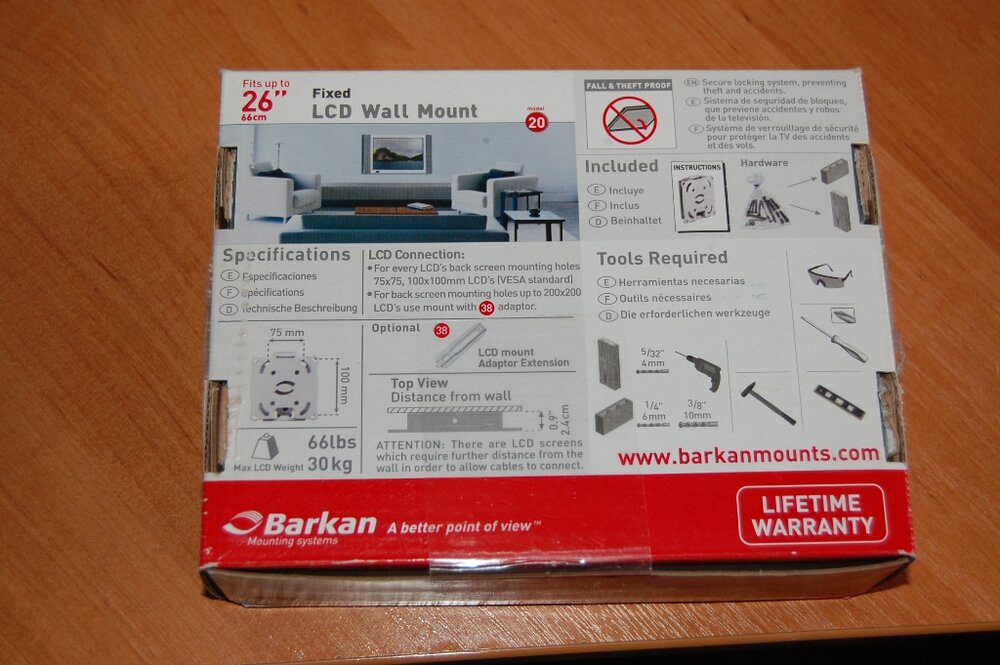 Fits up to
26"
66cm
Fixed
LCD Wall Mount
model
20
FALL & THEFT PROOF
EN Secure locking system, preventing
theft and accidents.
E Sistema de seguridad de bloqueo,
que previene accidentes y robos
de la televisión.
F Système de verrouillage de sécurité
pour protéger la TV des accidents
et des vols.
Included
E Incluye
F Inclus
D Beinhaltet
INSTRUCTIONS
Hardware
Specifications
E Especificaciones
F Spécifications
D Technische Beschreibung
LCD Connection:
• For every LCD's back screen mounting holes
75x75, 100x100mm LCD's (VESA standard)
• For back screen mounting holes up to 200x200
LCD's use mount with 38 adaptor.
Tools Required
E Herramientas necesarias
F Outils nécessaires
D Die erforderlichen werkzeuge
75 mm
100 mm
66lbs
Max LCD Weight 30kg
Optional
38
LCD mount
Adaptor Extension
Top View
Distance from wall
0.9"
2.4cm
ATTENTION: There are LCD screens
which require further distance from the
wall in order to allow cables to connect.
5/32"
4mm
1/4"
6mm
3/8"
10mm
www.barkanmounts.com
Barkan
Mounting systems
A better point of view™
LIFETIME
WARRANTY